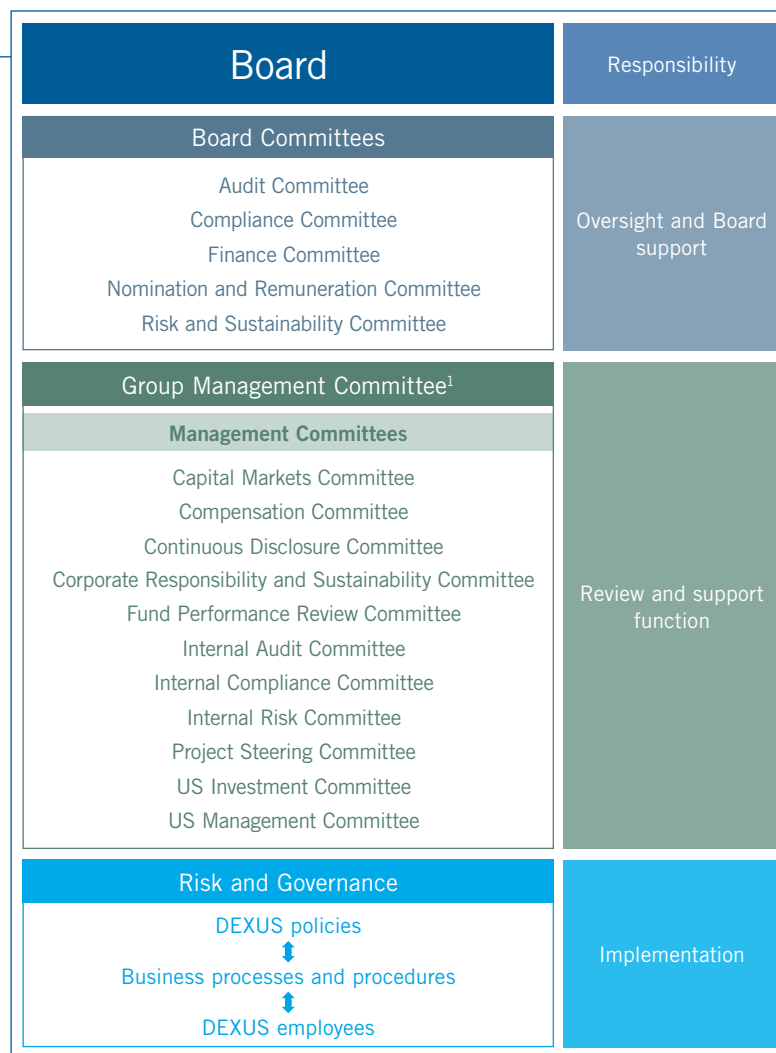 Board
Responsibility
Board Committees
Audit Committee
Compliance Committee
Finance Committee
Nomination and Remuneration Committee
Risk and Sustainability Committee
Oversight and Board
support
Group Management Committee1
Management Committees
Capital Markets Committee
Compensation Committee
Continuous Disclosure Committee
Corporate Responsibility and Sustainability Committee
Fund Performance Review Committee
Internal Audit Committee
Internal Compliance Committee
Internal Risk Committee
Project Steering Committee
US Investment Committee
US Management Committee
Review and support
function
Risk and Governance
DEXUS policies
Business processes and procedures
DEXUS employees
Implementation